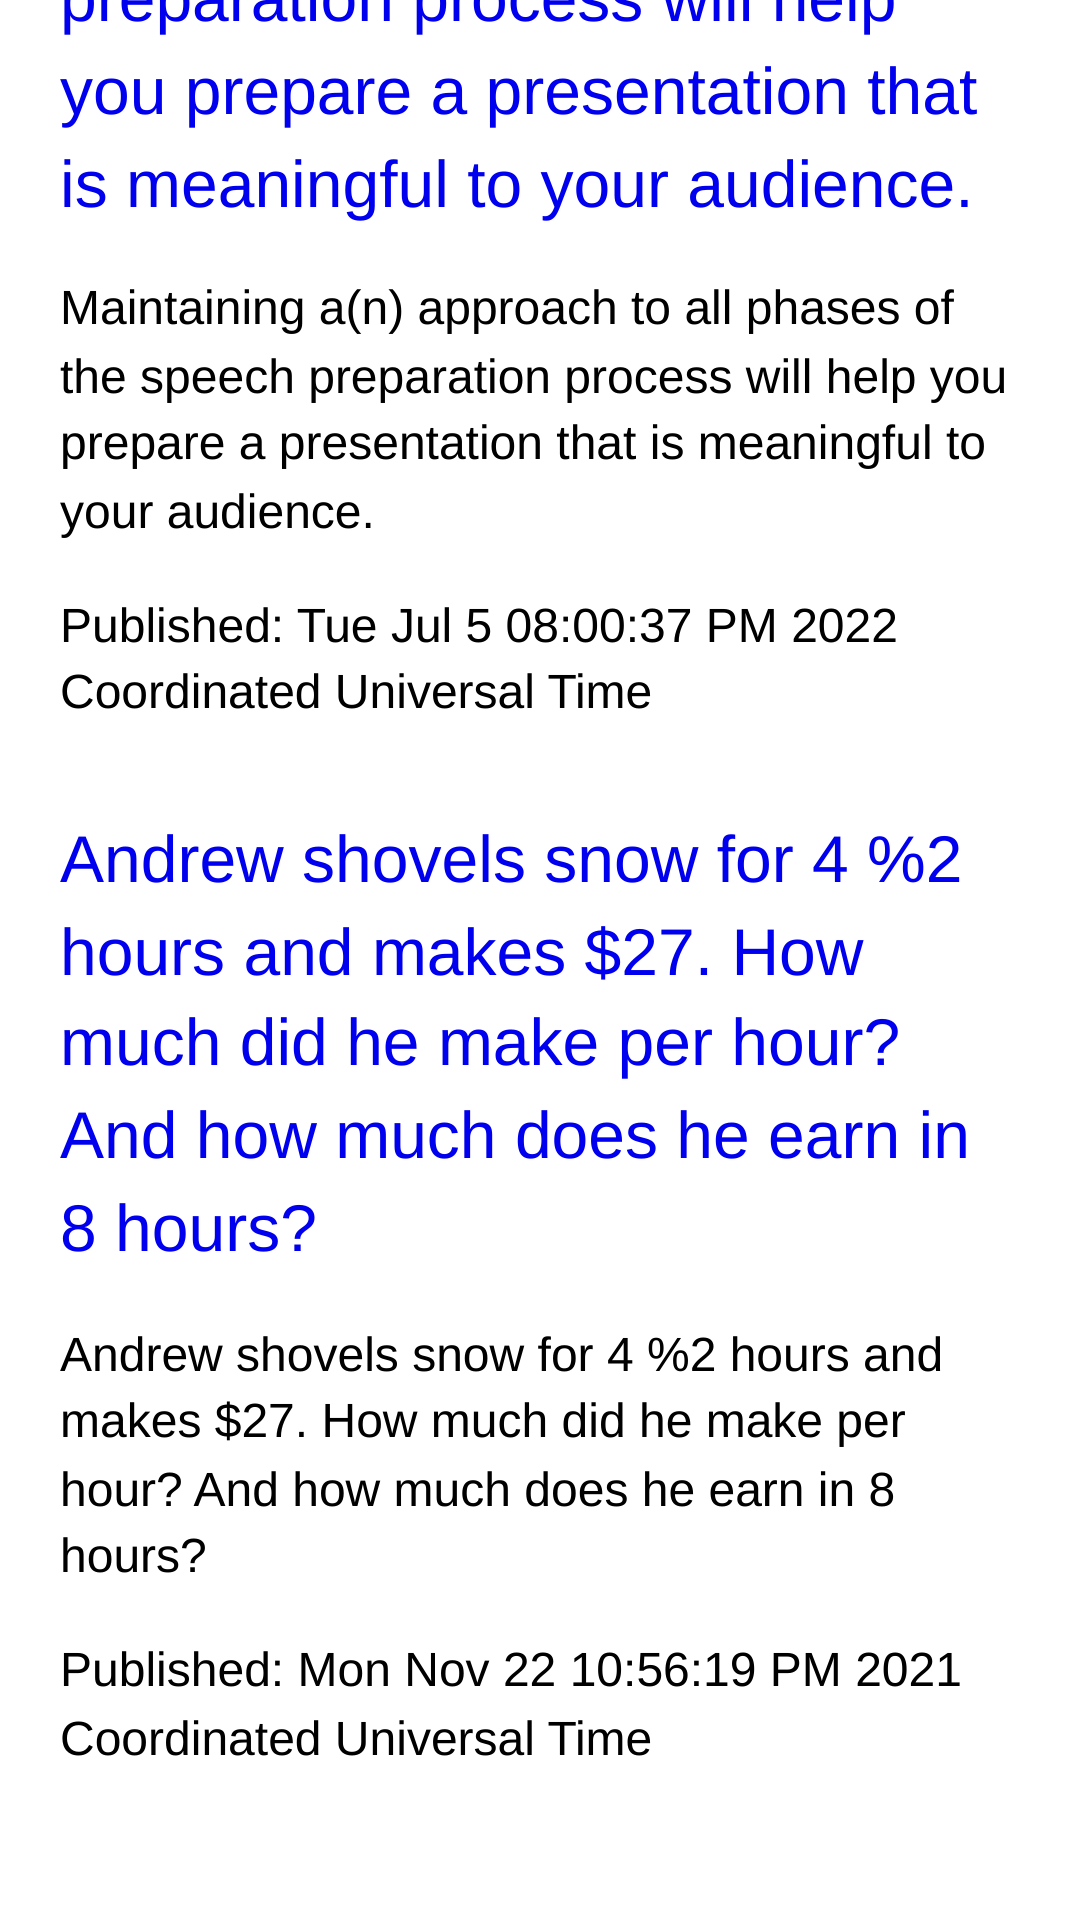 preparation process will help
you prepare a presentation that
is meaningful to your audience.
Maintaining a(n) approach to all phases of
the speech preparation process will help you
prepare a presentation that is meaningful to
your audience.
Published: Tue Jul 5 08:00:37 PM 2022
Coordinated Universal Time
Andrew shovels snow for 4 %2
hours and makes $27. How
much did he make per hour?
And how much does he earn in
8 hours?
Andrew shovels snow for 4 %2 hours and
makes $27. How much did he make per
hour? And how much does he earn in 8
hours?
Published: Mon Nov 22 10:56:19 PM 2021
Coordinated Universal Time